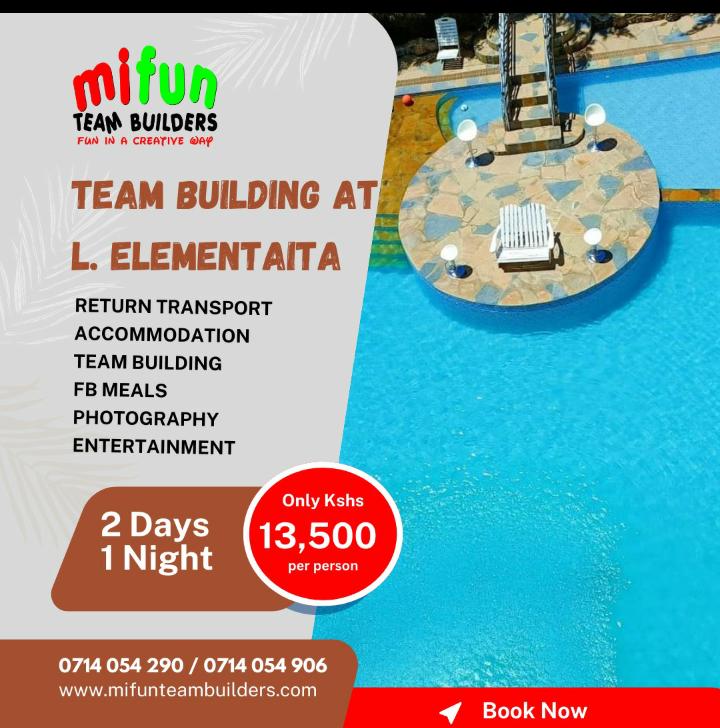 mifun
TEAM BUILDERS
FUN IN A CREATIVE WAY
TEAM BUILDING AT
L. ELEMENTAITA
RETURN TRANSPORT
ACCOMMODATION
TEAM BUILDING
FB MEALS
PHOTOGRAPHY
ENTERTAINMENT
2 Days
1 Night
Only Kshs
13,500
per person
0714 054 290 / 0714 054 906
www.mifunteambuilders.com
Book Now